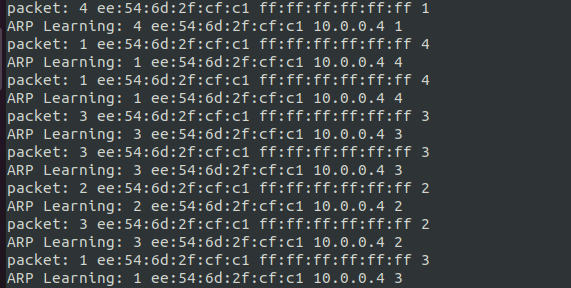 packet: 4 ee:54:6d:2f:cf:c1 ff:ff:ff:ff:ff:ff 1
ARP Learning: 4 ee:54:6d:2f:cf:c1 10.0.0.4 1
packet: 1 ee:54:6d:2f:cf:c1 ff:ff:ff:ff:ff:ff 4
ARP Learning: 1 ee:54:6d:2f:cf:c1 10.0.0.4 4
packet: 1 ee:54:6d:2f:cf:c1 ff:ff:ff:ff:ff:ff 4
ARP Learning: 1 ee:54:6d:2f:cf:c1 10.0.0.4 4
packet: 3 ee:54:6d:2f:cf:c1 ff:ff:ff:ff:ff:ff 3
ARP Learning: 3 ee:54:6d:2f:cf:c1 10.0.0.4 3
packet: 3 ee:54:6d:2f:cf:c1 ff:ff:ff:ff:ff:ff 3
ARP Learning: 3 ee:54:6d:2f:cf:c1 10.0.0.4 3
packet: 2 ee:54:6d:2f:cf:c1 ff:ff:ff:ff:ff:ff 2
ARP Learning: 2 ee:54:6d:2f:cf:c1 10.0.0.4 2
packet: 3 ee:54:6d:2f:cf:c1 ff:ff:ff:ff:ff:ff 2
ARP Learning: 3 ee:54:6d:2f:cf:c1 10.0.0.4 2
packet: 1 ee:54:6d:2f:cf:c1 ff:ff:ff:ff:ff:ff 3
ARP Learning: 1 ee:54:6d:2f:cf:c1 10.0.0.4 3